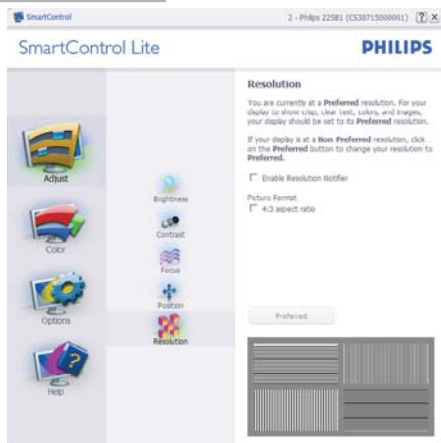 SmartControl
2 - Philips 225B1 (CS30715000001) ? X
SmartControl Lite
PHILIPS
Adjust
Color
Options
Help
Brightness
Contrast
Focus
Position
Resolution
Resolution
You are currently at a Preferred resolution. For your
display to show crisp, clear text, colors, and images,
your display should be set to its Preferred resolution.
If your display is at a Non Preferred resolution, click
on the Preferred button to change your resolution to
Preferred.
Enable Resolution Notifier
Picture Format
4:3 aspect ratio
Preferred